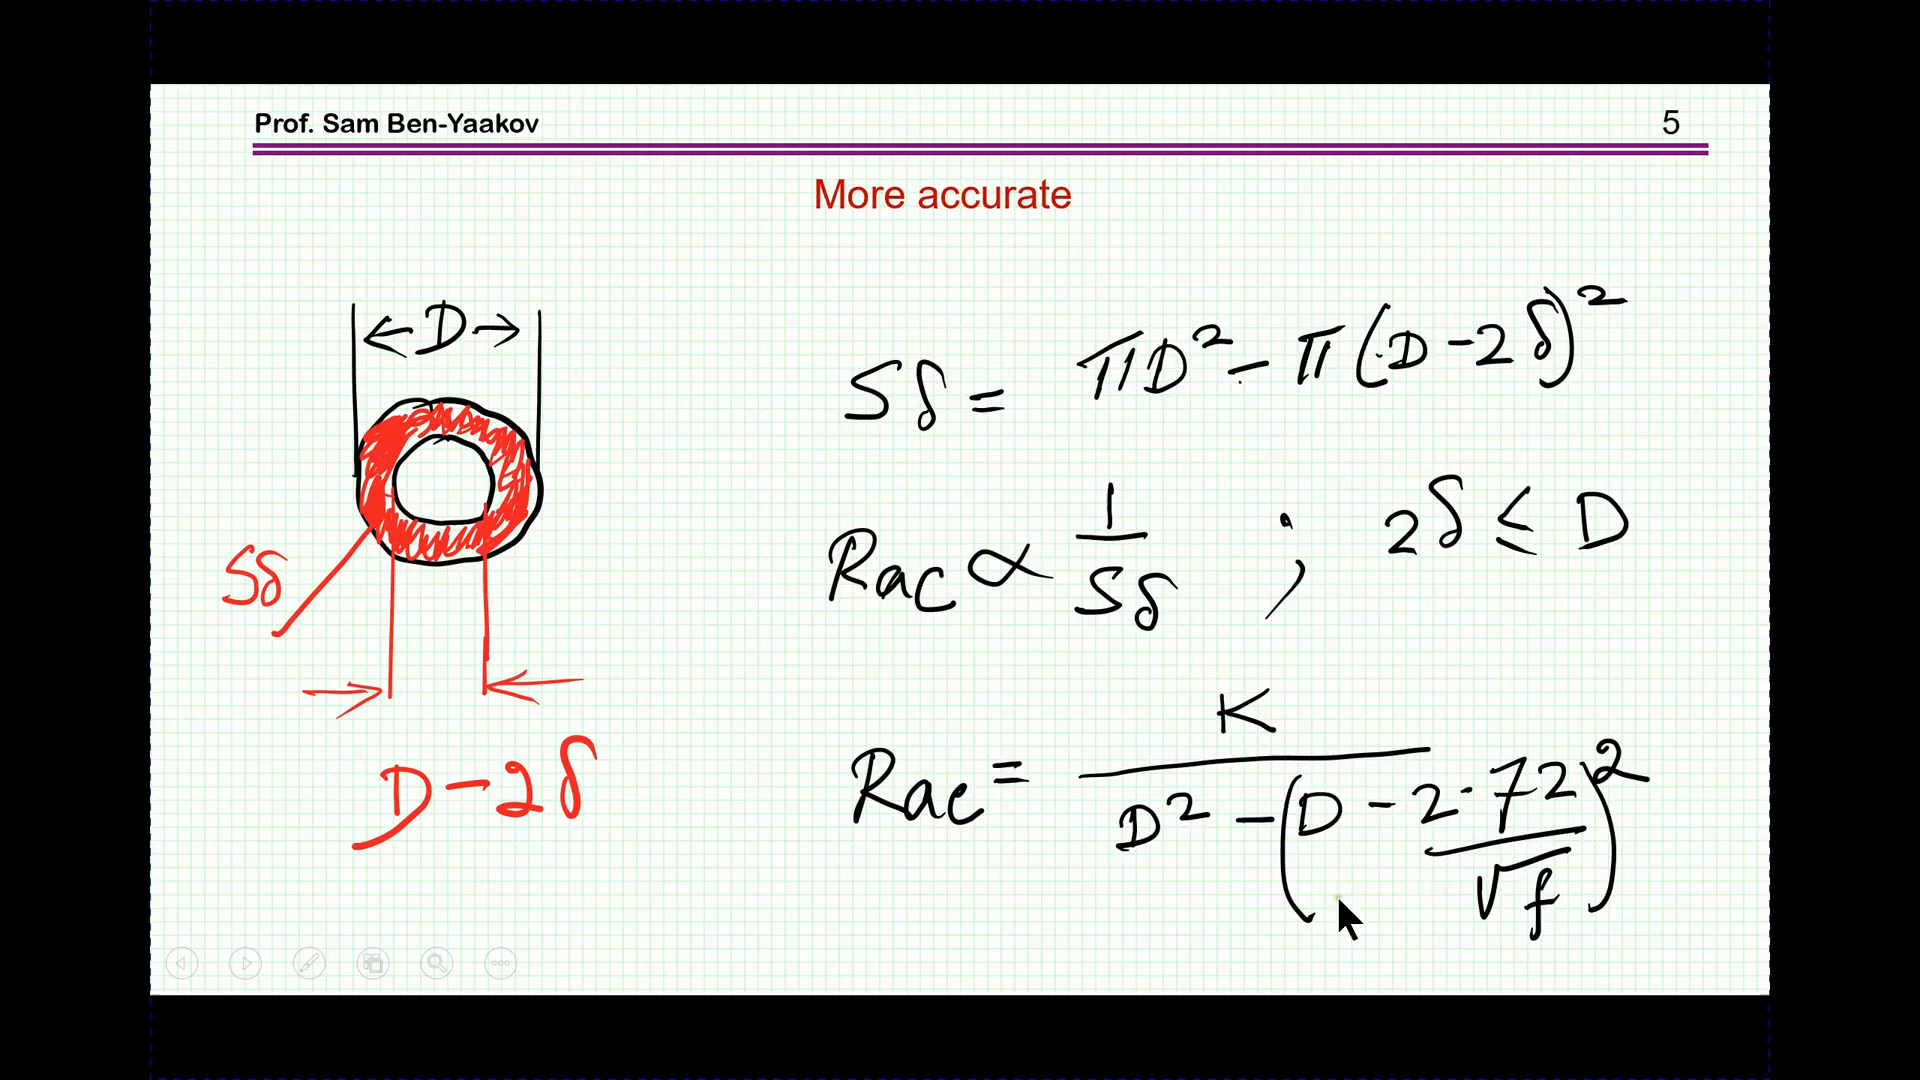 Prof. Sam Ben-Yaakov 5
More accurate
← D →
Sδ
D - 2δ
Sδ = πD² - π(D - 2δ)²
Rac ∝ 1/Sδ ; 2δ ≤ D
Rac = K / (D² - (D - 2·72/√f)²)